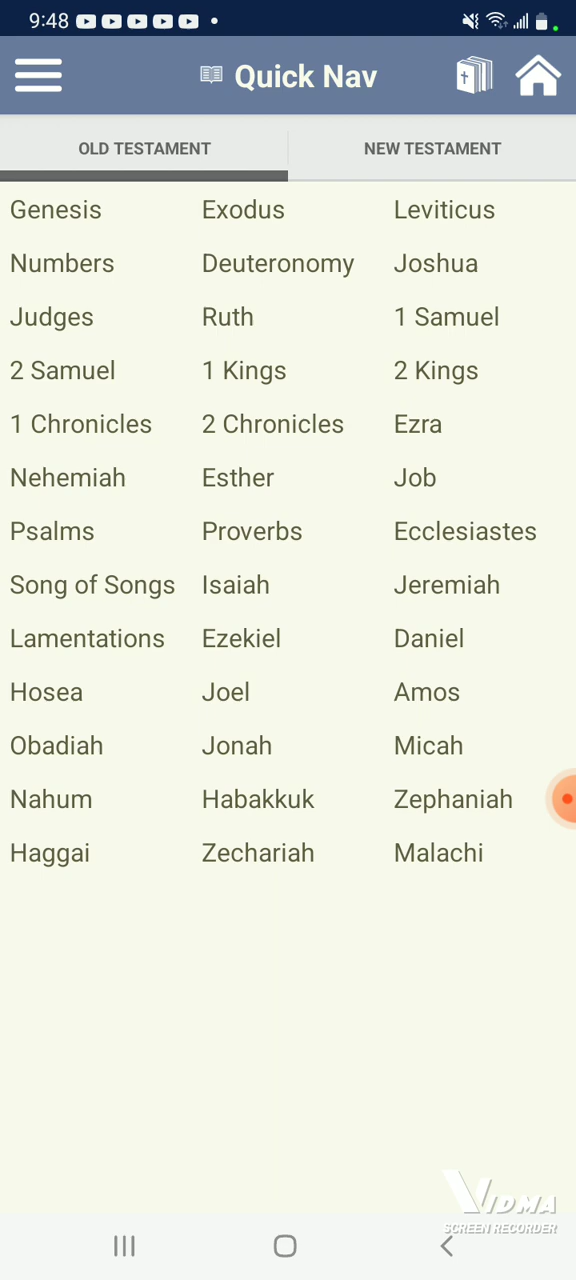 9:48
Quick Nav
OLD TESTAMENT NEW TESTAMENT
Genesis Exodus Leviticus
Numbers Deuteronomy Joshua
Judges Ruth 1 Samuel
2 Samuel 1 Kings 2 Kings
1 Chronicles 2 Chronicles Ezra
Nehemiah Esther Job
Psalms Proverbs Ecclesiastes
Song of Songs Isaiah Jeremiah
Lamentations Ezekiel Daniel
Hosea Joel Amos
Obadiah Jonah Micah
Nahum Habakkuk Zephaniah
Haggai Zechariah Malachi
VIDMA
SCREEN RECORDER